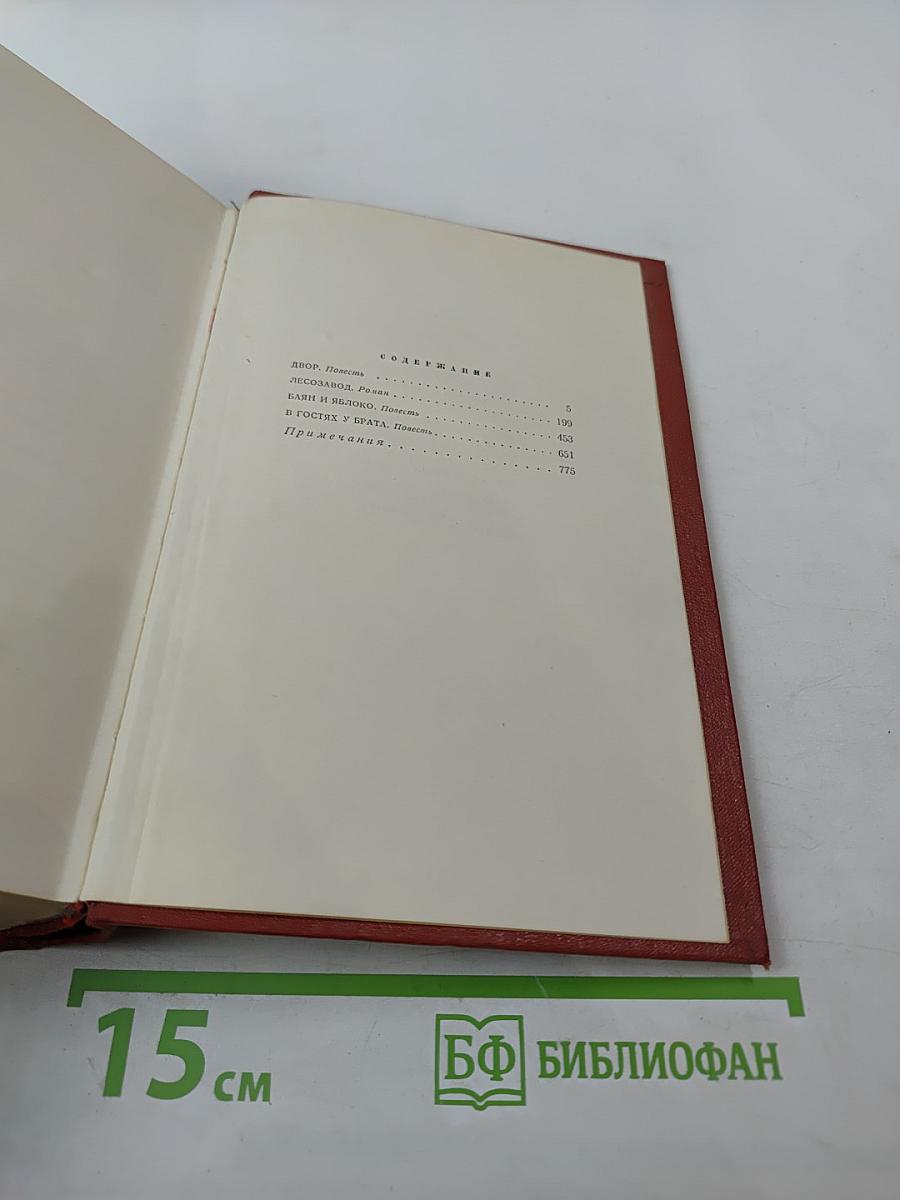 СОДЕРЖАНИЕ
ДВОР. Повесть . . . . . . . . . . . . . . . . . . . . 5
ЛЕСОЗАВОД. Роман . . . . . . . . . . . . . . . . . 199
БАЯН И ЯБЛОКО. Повесть . . . . . . . . . . . . . . 453
В ГОСТЯХ У БРАТА. Повесть . . . . . . . . . . . . . 651
Примечания . . . . . . . . . . . . . . . . . 775
15 см
БФ БИБЛИОФАН